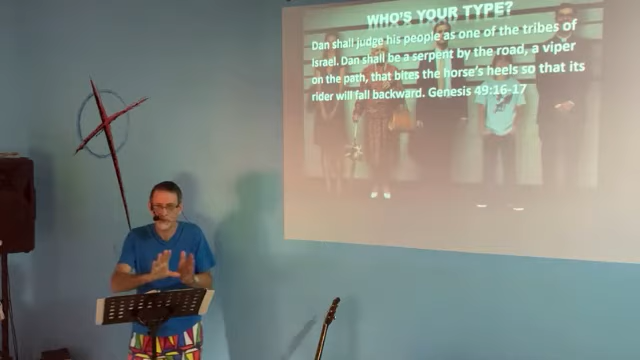 WHO'S YOUR TYPE?
Dan shall judge his people as one of the tribes of
Israel. Dan shall be a serpent by the road, a viper
on the path, that bites the horse's heels so that its
rider will fall backward. Genesis 49:16-17